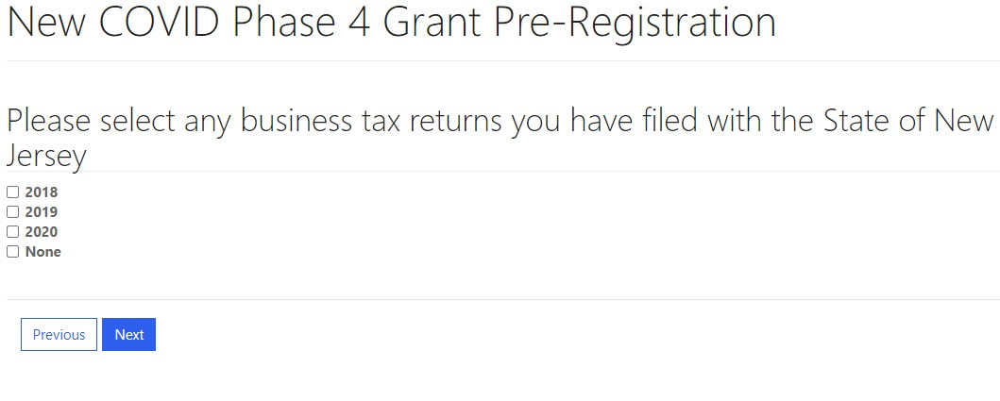 New COVID Phase 4 Grant Pre-Registration
Please select any business tax returns you have filed with the State of New
Jersey
2018
2019
2020
None
Previous Next